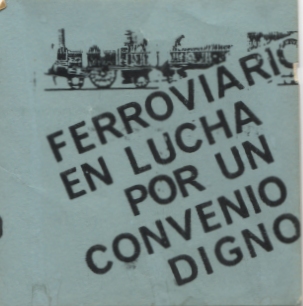 FERROVIARIO
EN LUCHA
POR UN
CONVENIO
DIGNO